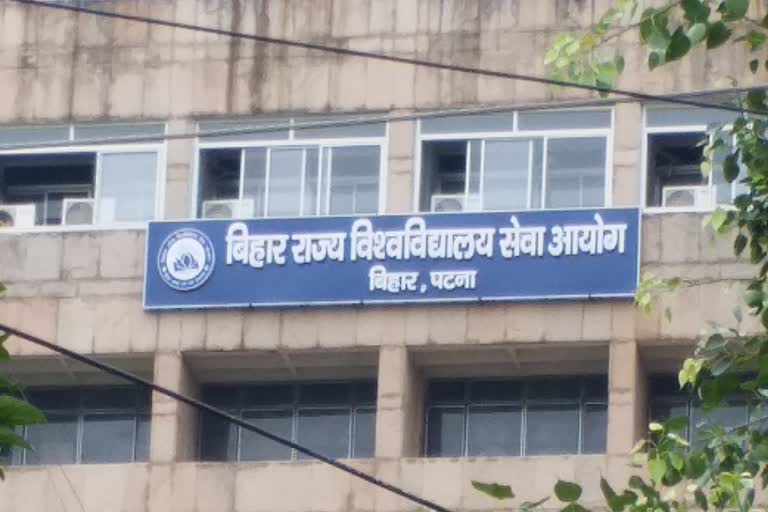 बिहार राज्य विश्वविद्यालय सेवा आयोग
बिहार, पटना